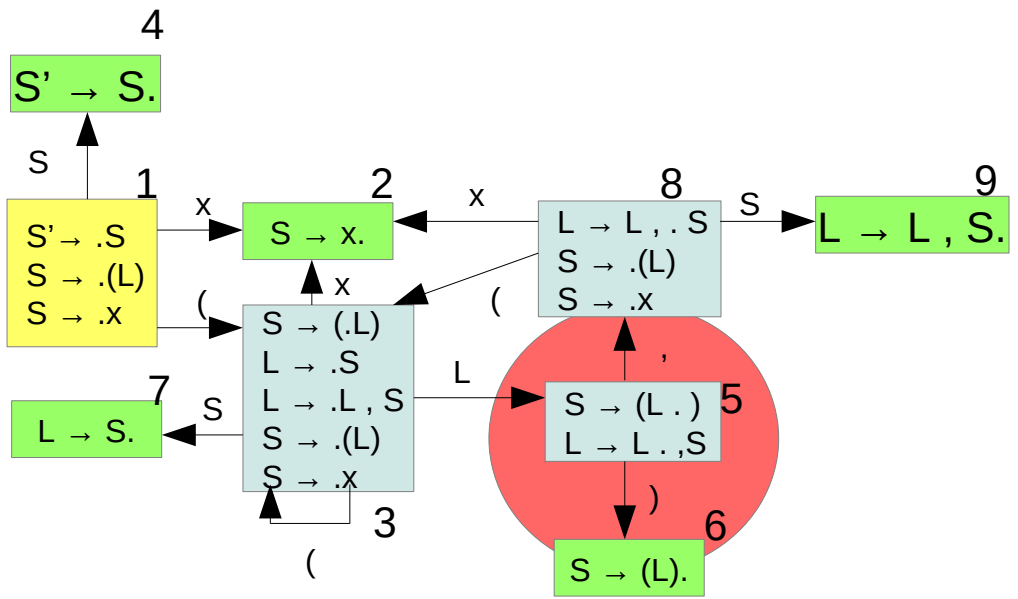 4
S’ → S.
S
1
S’→ .S
S → .(L)
S → .x
x
(
2
S → x.
x
x
8
L → L , . S
S → .(L)
S → .x
(
S
9
L → L , S.
S → (.L)
L → .S
L → .L , S
S → .(L)
S → .x
3
(
7
L → S.
S
L
,
5
S → (L . )
L → L . ,S
)
6
S → (L).